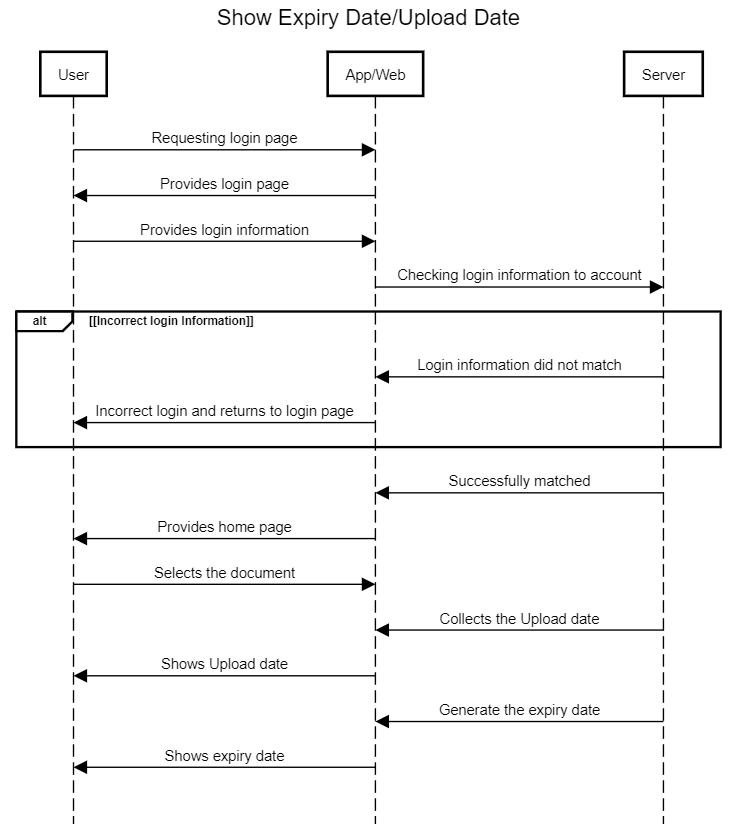 Show Expiry Date/Upload Date
User
App/Web
Server
Requesting login page
Provides login page
Provides login information
Checking login information to account
alt
[[Incorrect login Information]]
Login information did not match
Incorrect login and returns to login page
Successfully matched
Provides home page
Selects the document
Collects the Upload date
Shows Upload date
Generate the expiry date
Shows expiry date